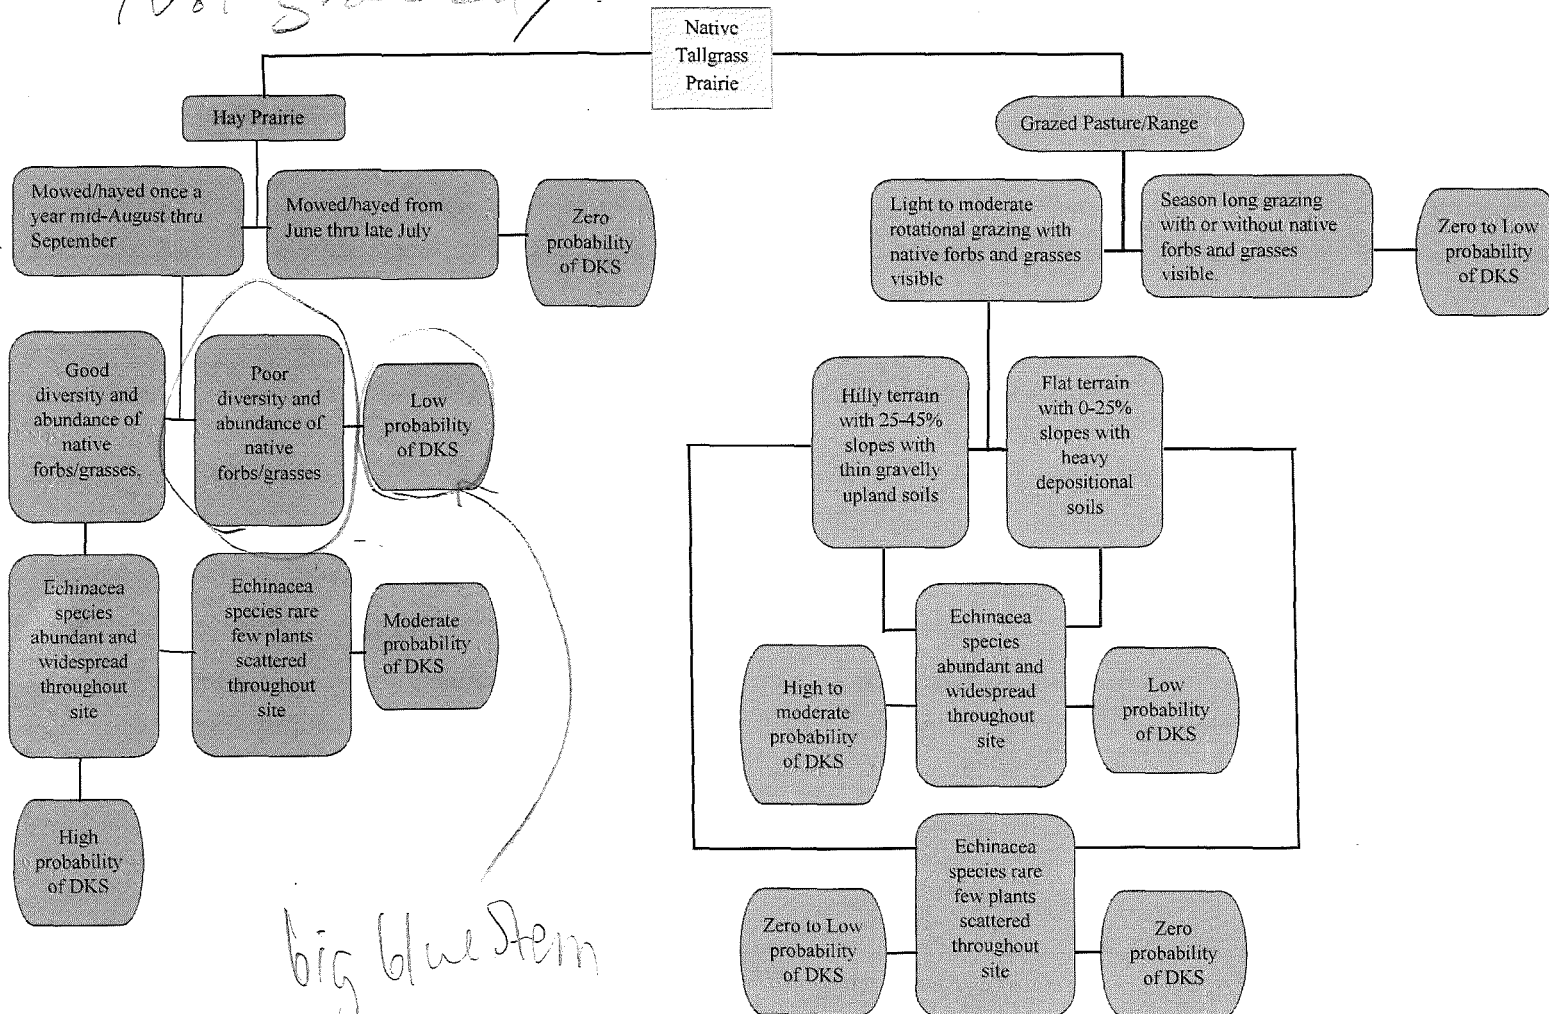 Native
Tallgrass
Prairie
Hay Prairie
Grazed Pasture/Range
Mowed/hayed once a
year mid-August thru
September
Mowed/hayed from
June thru late July
Zero
probability
of DKS
Light to moderate
rotational grazing with
native forbs and grasses
visible
Season long grazing
with or without native
forbs and grasses
visible
Zero to Low
probability
of DKS
Good
diversity and
abundance of
native
forbs/grasses.
Poor
diversity and
abundance of
native
forbs/grasses
Low
probability
of DKS
Hilly terrain
with 25-45%
slopes with
thin gravelly
upland soils
Flat terrain
with 0-25%
slopes with
heavy
depositional
soils
Echinacea
species
abundant and
widespread
throughout
site
Echinacea
species rare
few plants
scattered
throughout
site
Moderate
probability
of DKS
Echinacea
species
abundant and
widespread
throughout
site
High to
moderate
probability
of DKS
Low
probability
of DKS
High
probability
of DKS
Echinacea
species rare
few plants
scattered
throughout
site
Zero to Low
probability
of DKS
Zero
probability
of DKS
big bluestem